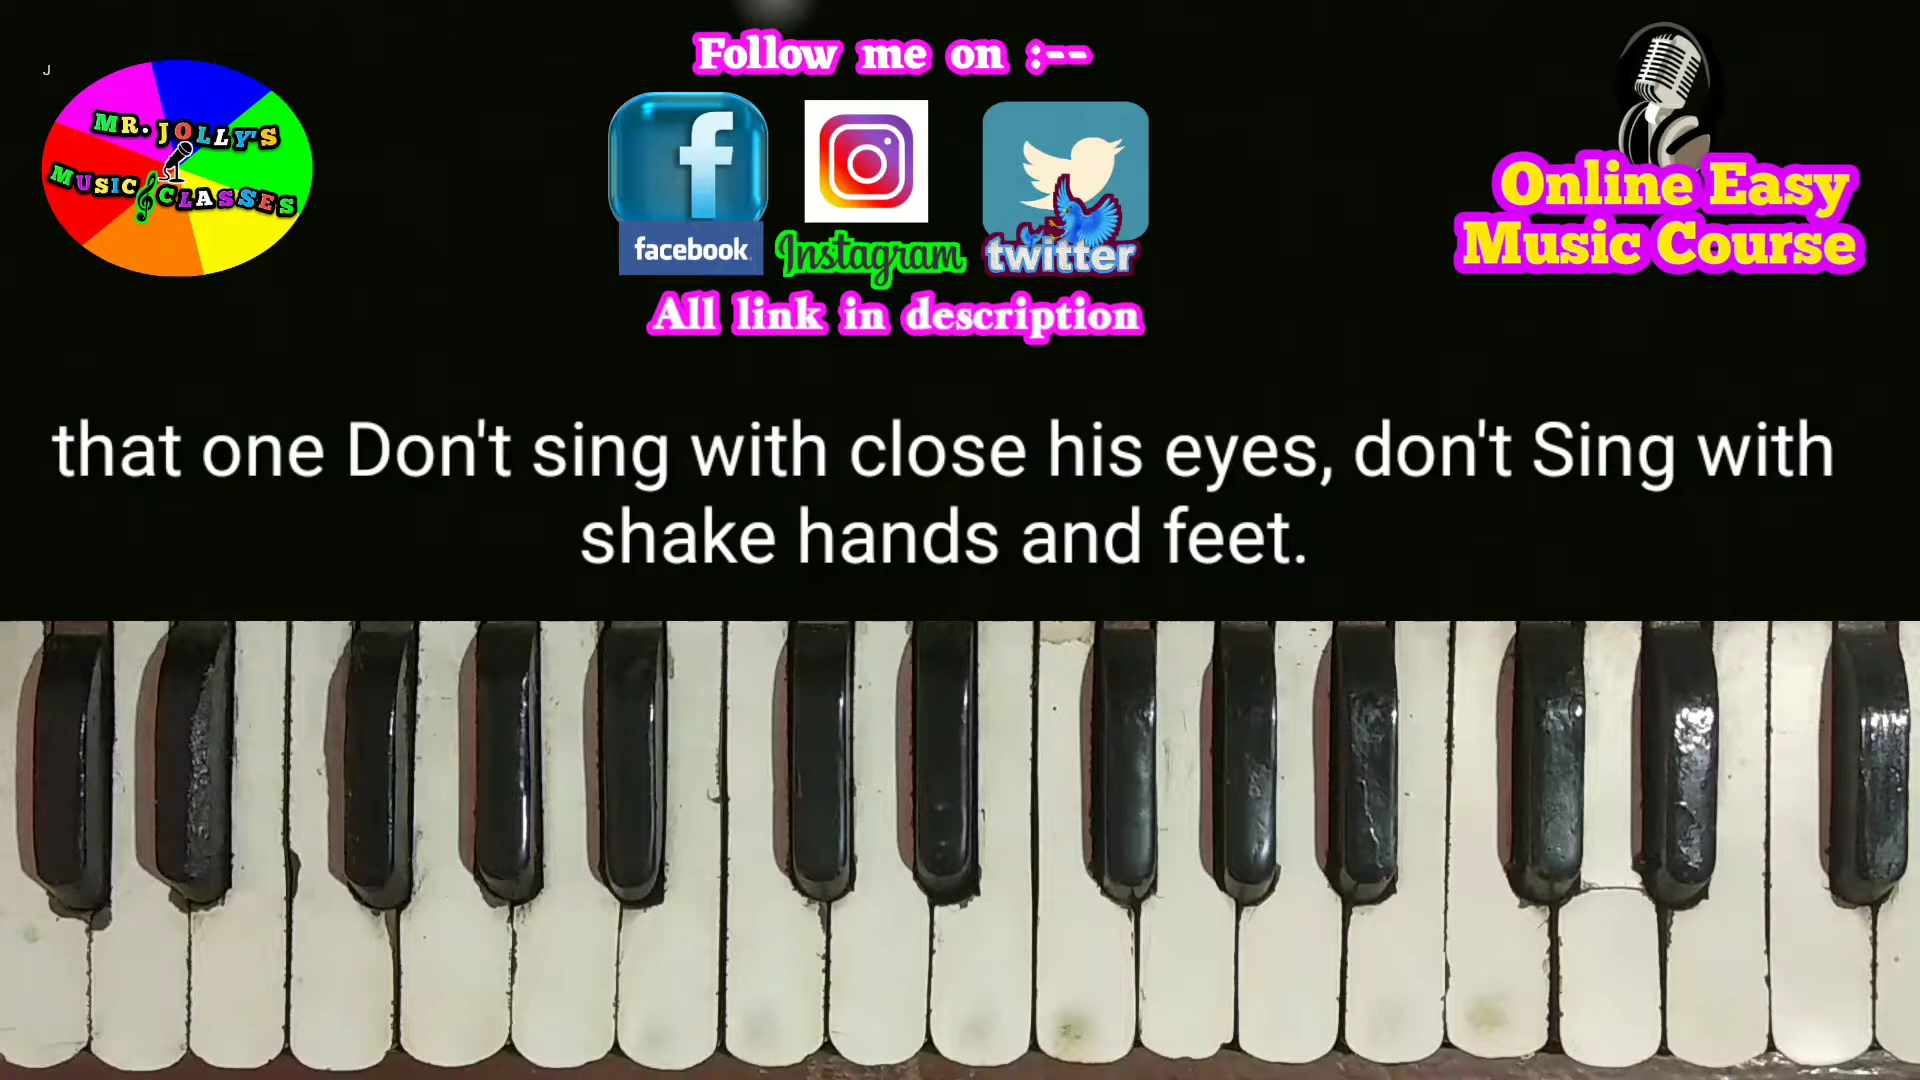 Follow me on :--
J
MR. JOLLY'S
MUSIC CLASSES
facebook
Instagram
twitter
All link in description
Online Easy
Music Course
that one Don't sing with close his eyes, don't Sing with
shake hands and feet.